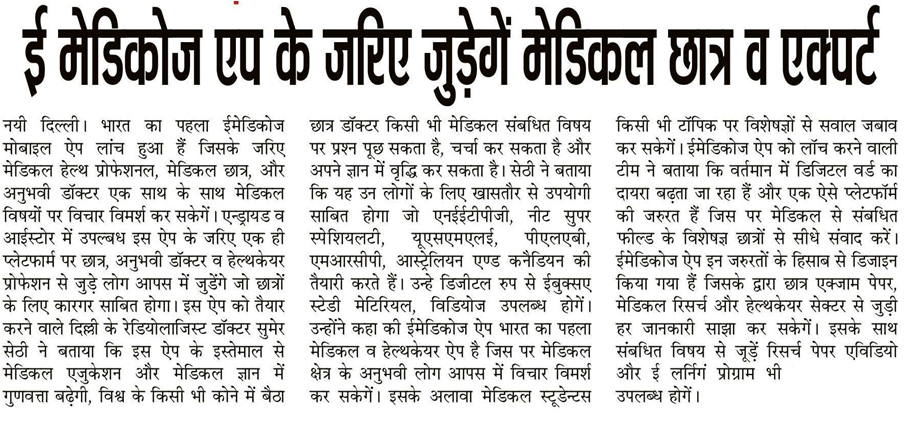 ई मेडिकोज एप के जरिए जुड़ेगें मेडिकल छात्र व एक्पर्ट
नयी दिल्ली। भारत का पहला ईमेडिकोज
मोबाइल ऐप लांच हुआ हैं जिसके जरिए
मेडिकल हेल्थ प्रोफेशनल, मेडिकल छात्र, और
अनुभवी डॉक्टर एक साथ के साथ मेडिकल
विषयों पर विचार विमर्श कर सकेगें। एन्ड्रायड व
आईस्टोर में उपल्बध इस ऐप के जरिए एक ही
प्लेटफार्म पर छात्र, अनुभवी डॉक्टर व हेल्थकेयर
प्रोफेशन से जुड़े लोग आपस में जुडेंगे जो छात्रों
के लिए कारगर साबित होगा। इस ऐप को तैयार
करने वाले दिल्ली के रेडियोलाजिस्ट डॉक्टर सुमेर
सेठी ने बताया कि इस ऐप के इस्तेमाल से
मेडिकल एजुकेशन और मेडिकल ज्ञान में
गुणवत्ता बढ़ेगी, विश्व के किसी भी कोने में बैठा
छात्र डॉक्टर किसी भी मेडिकल संबधित विषय
पर प्रश्न पूछ सकता है, चर्चा कर सकता है और
अपने ज्ञान में वृद्धि कर सकता है। सेठी ने बताया
कि यह उन लोगों के लिए खासतौर से उपयोगी
साबित होगा जो एनईईटीपीजी, नीट सुपर
स्पेशियलटी, यूएसएमएलई, पीएलएबी,
एमआरसीपी, आस्ट्रेलियन एण्ड कनैडियन की
तैयारी करते हैं। उन्हे डिजीटल रुप से ईबुक्सए
स्टेडी मेटिरियल, विडियोज उपलब्ध होगें।
उन्होंने कहा की ईमेडिकोज ऐप भारत का पहला
मेडिकल व हेल्थकेयर ऐप है जिस पर मेडिकल
क्षेत्र के अनुभवी लोग आपस में विचार विमर्श
कर सकेगें। इसके अलावा मेडिकल स्टूडेन्टस
किसी भी टॉपिक पर विशेषज्ञों से सवाल जबाव
कर सकेगें। ईमेडिकोज ऐप को लॉच करने वाली
टीम ने बताया कि वर्तमान में डिजिटल वर्ड का
दायरा बढ़ता जा रहा हैं और एक ऐसे प्लेटफॉर्म
की जरुरत हैं जिस पर मेडिकल से संबधित
फील्ड के विशेषज्ञ छात्रों से सीधे संवाद करें।
ईमेडिकोज ऐप इन जरुरतों के हिसाब से डिजाइन
किया गया हैं जिसके द्वारा छात्र एक्जाम पेपर,
मेडिकल रिसर्च और हेल्थकेयर सेक्टर से जुड़ी
हर जानकारी साझा कर सकेगें। इसके साथ
संबधित विषय से जूड़ें रिसर्च पेपर एविडियो
और ई लर्निगं प्रोग्राम भी
उपलब्ध होगें।